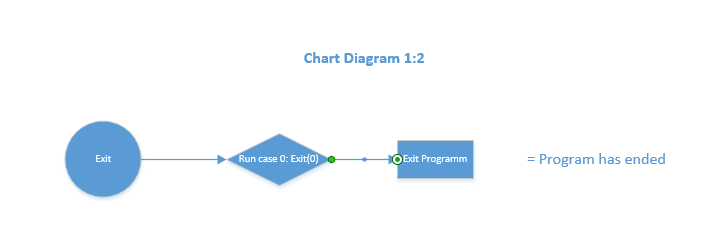 Chart Diagram 1:2
Exit
Run case 0: Exit(0)
Exit Programm
= Program has ended